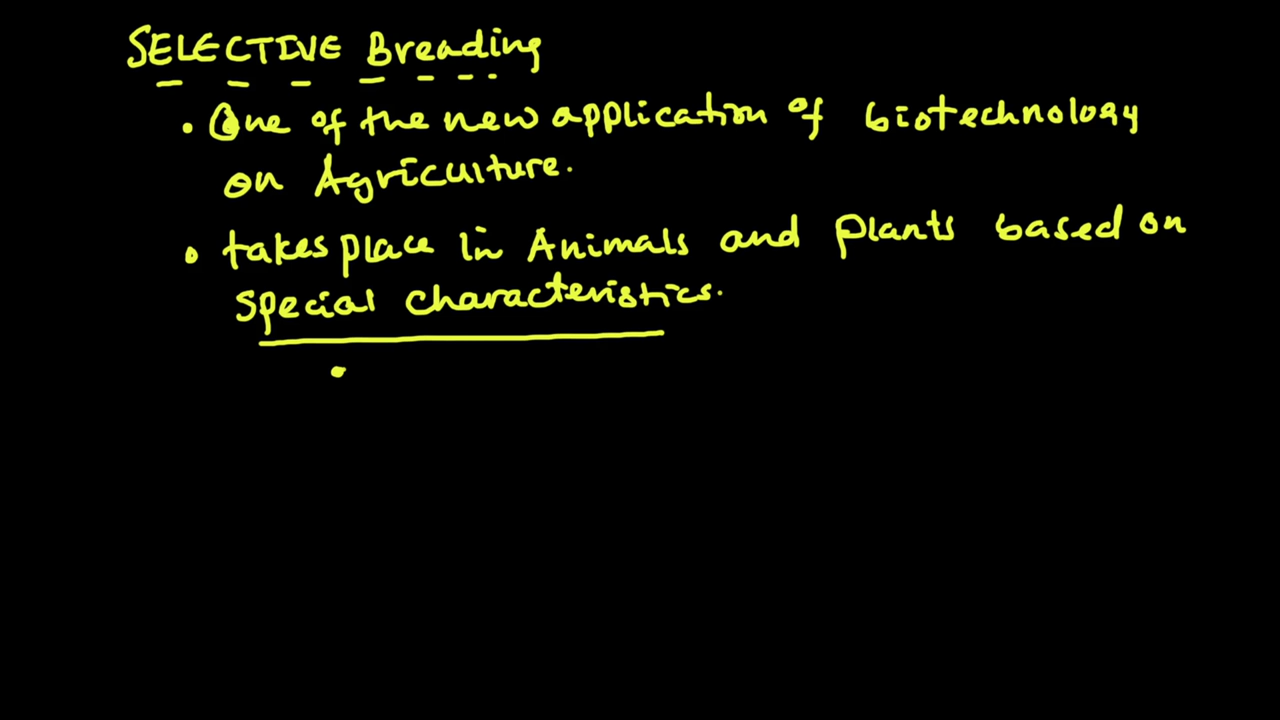 SELECTIVE Breading
• One of the new application of biotechnology
on Agriculture.
• takes place in Animals and plants based on
special characteristics.
•